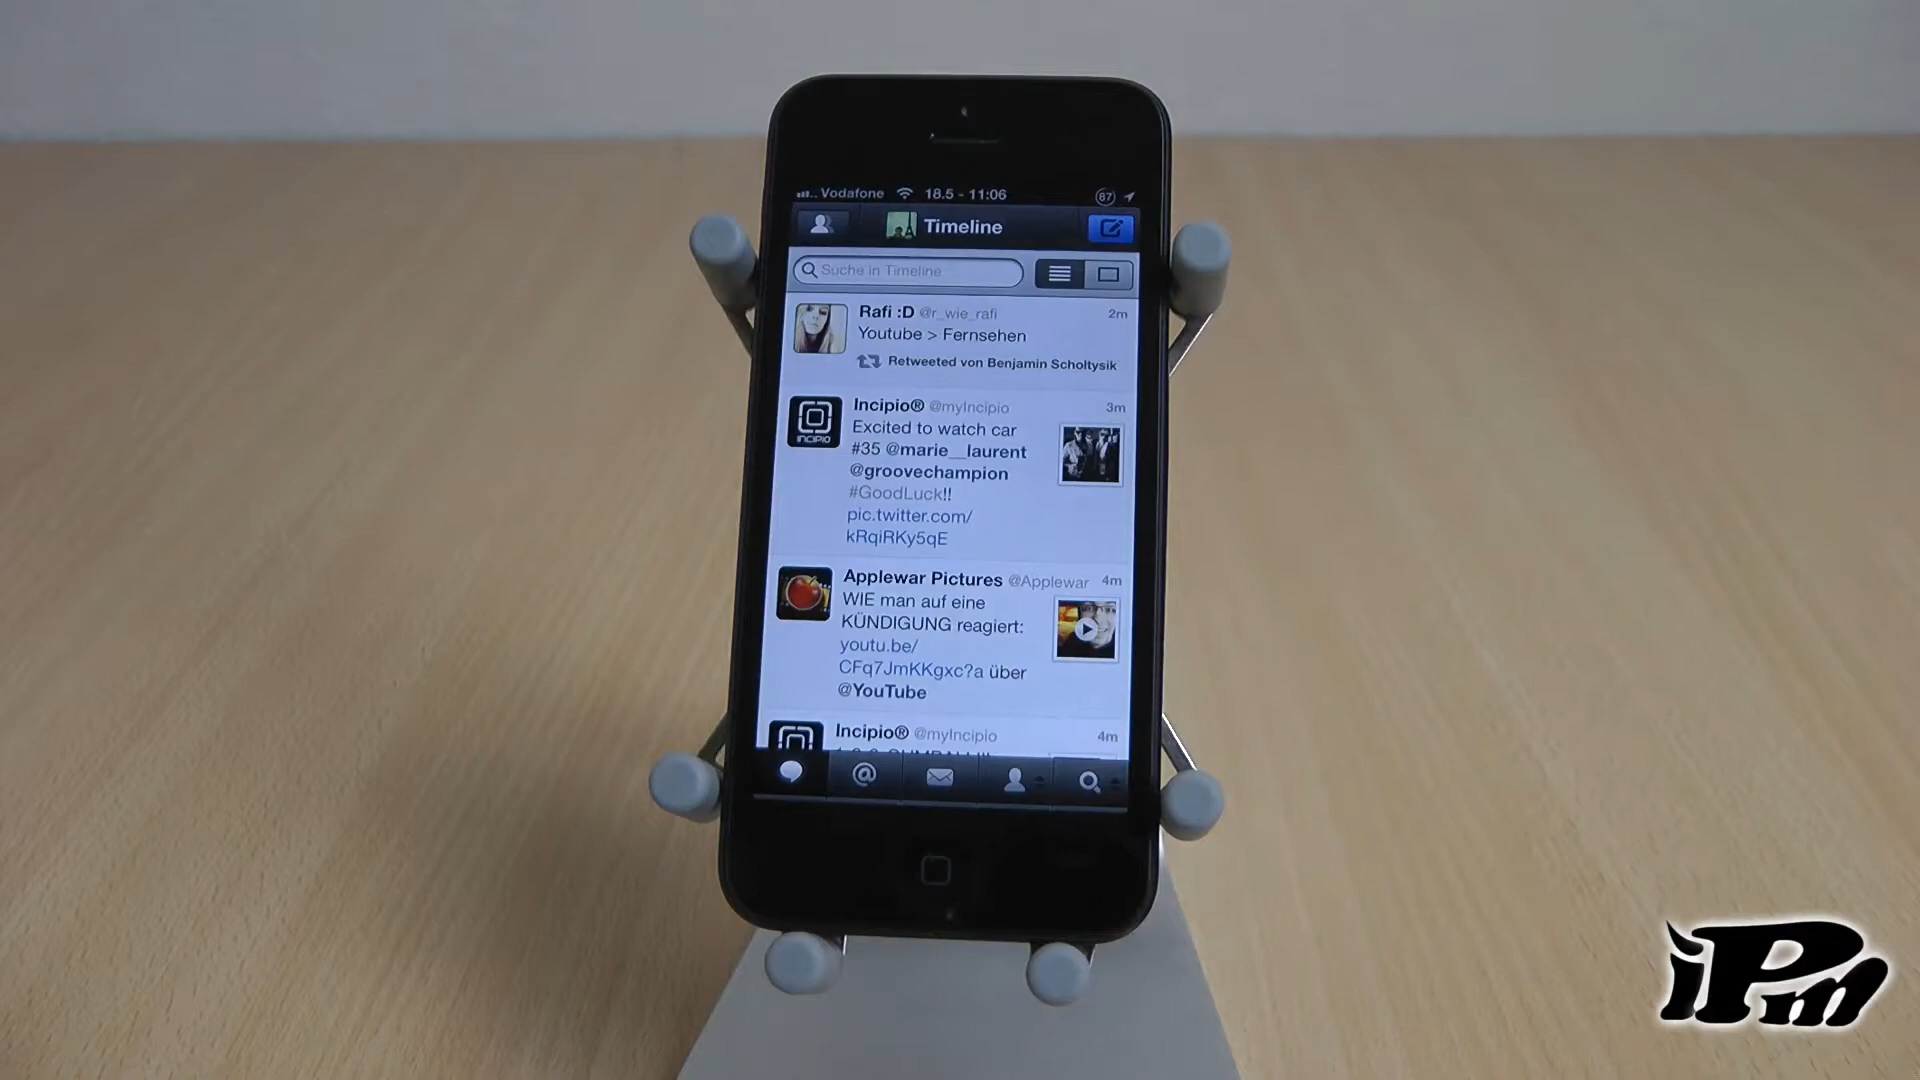 Vodafone 18.5 - 11:06 87
Timeline
Suche in Timeline
Rafi :D @r_wie_rafi 2m
Youtube > Fernsehen
Retweeted von Benjamin Scholtysik
Incipio® @myIncipio 3m
INCIPIO
Excited to watch car
#35 @marie__laurent
@groovechampion
#GoodLuck!!
pic.twitter.com/
kRqiRKy5qE
Applewar Pictures @Applewar 4m
WIE man auf eine
KÜNDIGUNG reagiert:
youtu.be/
CFq7JmKKgxc?a über
@YouTube
Incipio® @myIncipio 4m
iPm